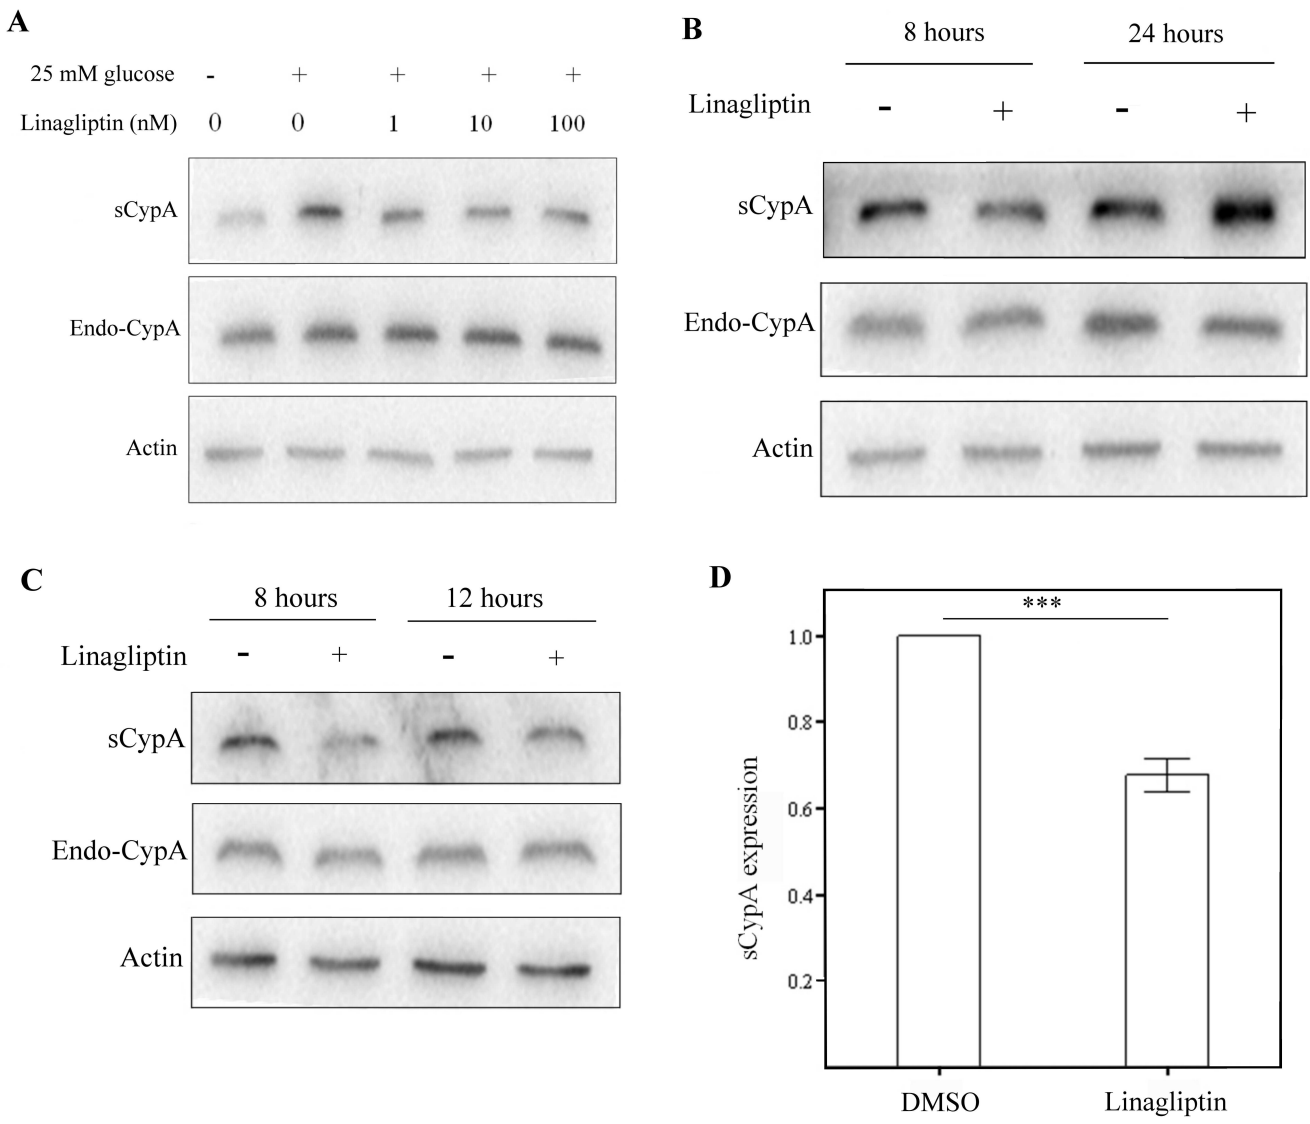 A
25 mM glucose - + + + +
Linagliptin (nM) 0 0 1 10 100
sCypA
Endo-CypA
Actin
B
8 hours 24 hours
Linagliptin - + - +
sCypA
Endo-CypA
Actin
C
8 hours 12 hours
Linagliptin - + - +
sCypA
Endo-CypA
Actin
D
***
1.0
0.8
0.6
0.4
0.2
sCypA expression
DMSO Linagliptin